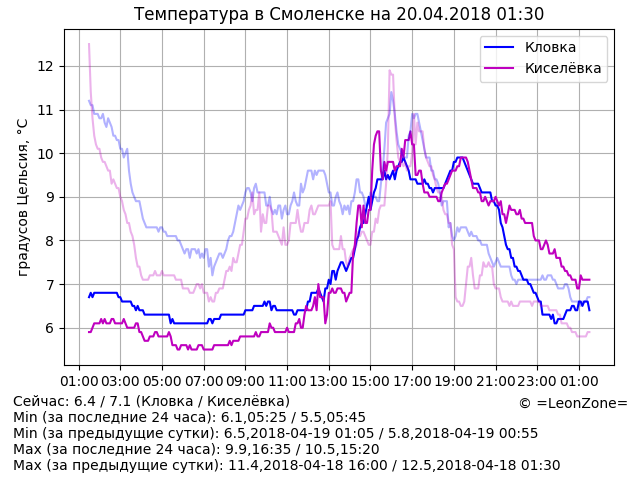 Температура в Смоленске на 20.04.2018 01:30
Кловка
Киселёвка
градусов Цельсия, °C
12
11
10
9
8
7
6
01:00 03:00 05:00 07:00 09:00 11:00 13:00 15:00 17:00 19:00 21:00 23:00 01:00
Сейчас: 6.4 / 7.1 (Кловка / Киселёвка)
© =LeonZone=
Min (за последние 24 часа): 6.1,05:25 / 5.5,05:45
Min (за предыдущие сутки): 6.5,2018-04-19 01:05 / 5.8,2018-04-19 00:55
Max (за последние 24 часа): 9.9,16:35 / 10.5,15:20
Max (за предыдущие сутки): 11.4,2018-04-18 16:00 / 12.5,2018-04-18 01:30